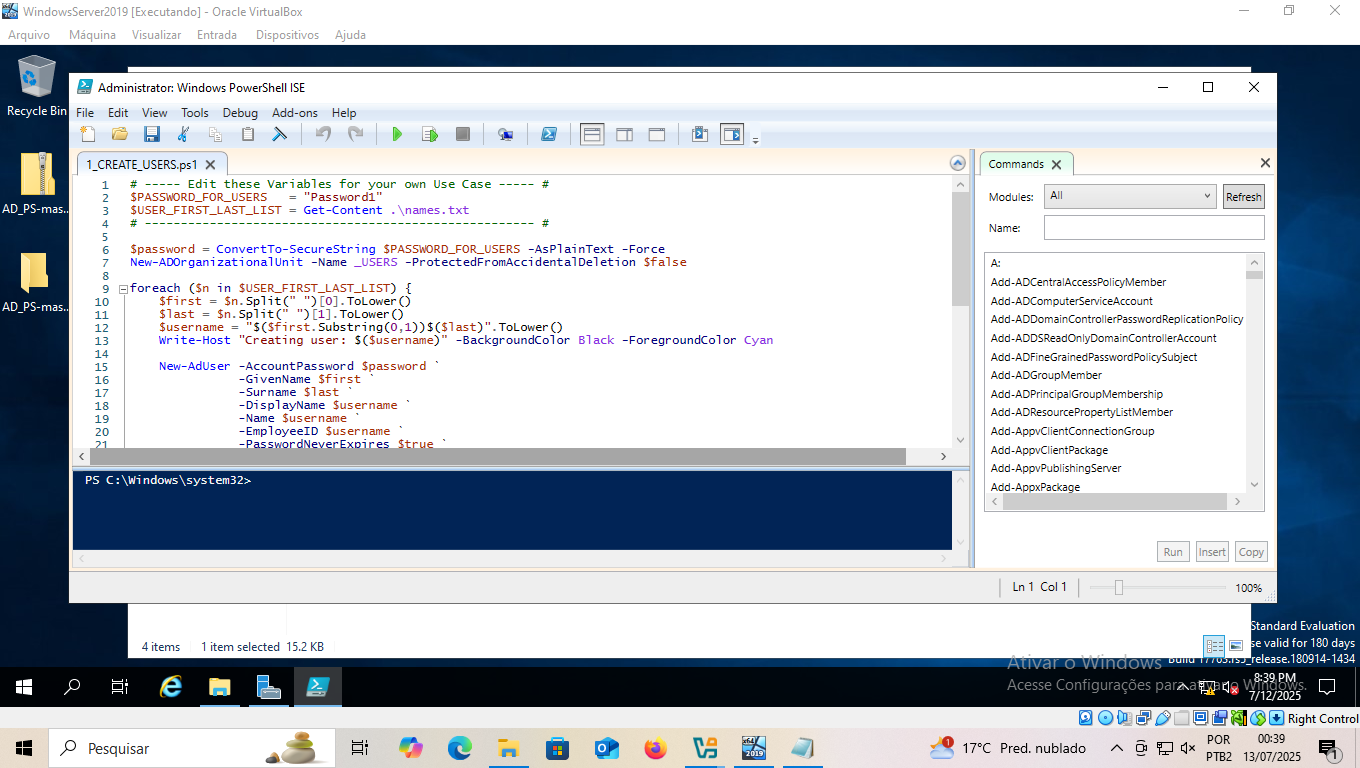 WindowsServer2019 [Executando] - Oracle VirtualBox
Arquivo Máquina Visualizar Entrada Dispositivos Ajuda
Recycle Bin
AD_PS-mas...
AD_PS-mas...
Administrator: Windows PowerShell ISE
File Edit View Tools Debug Add-ons Help
1_CREATE_USERS.ps1
1 # ----- Edit these Variables for your own Use Case ----- #
2 $PASSWORD_FOR_USERS   = "Password1"
3 $USER_FIRST_LAST_LIST = Get-Content .\names.txt
4 # ------------------------------------------------------ #
5
6 $password = ConvertTo-SecureString $PASSWORD_FOR_USERS -AsPlainText -Force
7 New-ADOrganizationalUnit -Name _USERS -ProtectedFromAccidentalDeletion $false
8
9 foreach ($n in $USER_FIRST_LAST_LIST) {
10     $first = $n.Split(" ")[0].ToLower()
11     $last = $n.Split(" ")[1].ToLower()
12     $username = "$($first.Substring(0,1))$($last)".ToLower()
13     Write-Host "Creating user: $($username)" -BackgroundColor Black -ForegroundColor Cyan
14
15     New-AdUser -AccountPassword $password `
16                -GivenName $first `
17                -Surname $last `
18                -DisplayName $username `
19                -Name $username `
20                -EmployeeID $username `
21                -PasswordNeverExpires $true `
PS C:\Windows\system32>
Commands
Modules: All Refresh
Name:
A:
Add-ADCentralAccessPolicyMember
Add-ADComputerServiceAccount
Add-ADDomainControllerPasswordReplicationPolicy
Add-ADDSReadOnlyDomainControllerAccount
Add-ADFineGrainedPasswordPolicySubject
Add-ADGroupMember
Add-ADPrincipalGroupMembership
Add-ADResourcePropertyListMember
Add-AppvClientConnectionGroup
Add-AppvClientPackage
Add-AppvPublishingServer
Add-AppxPackage
Run Insert Copy
Ln 1 Col 1 100%
4 items 1 item selected 15.2 KB
Standard Evaluation
se valid for 180 days
Build 17763.rs5_release.180914-1434
Ativar o Windows
Acesse Configurações para ativar o Windows.
8:39 PM
7/12/2025
Right Control
Pesquisar
1
17°C Pred. nublado
POR
PTB2
00:39
13/07/2025
1